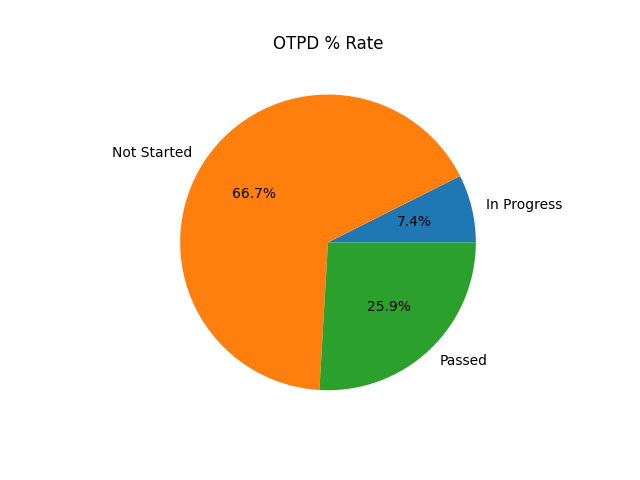 OTPD % Rate
Not Started
66.7%
In Progress
7.4%
25.9%
Passed